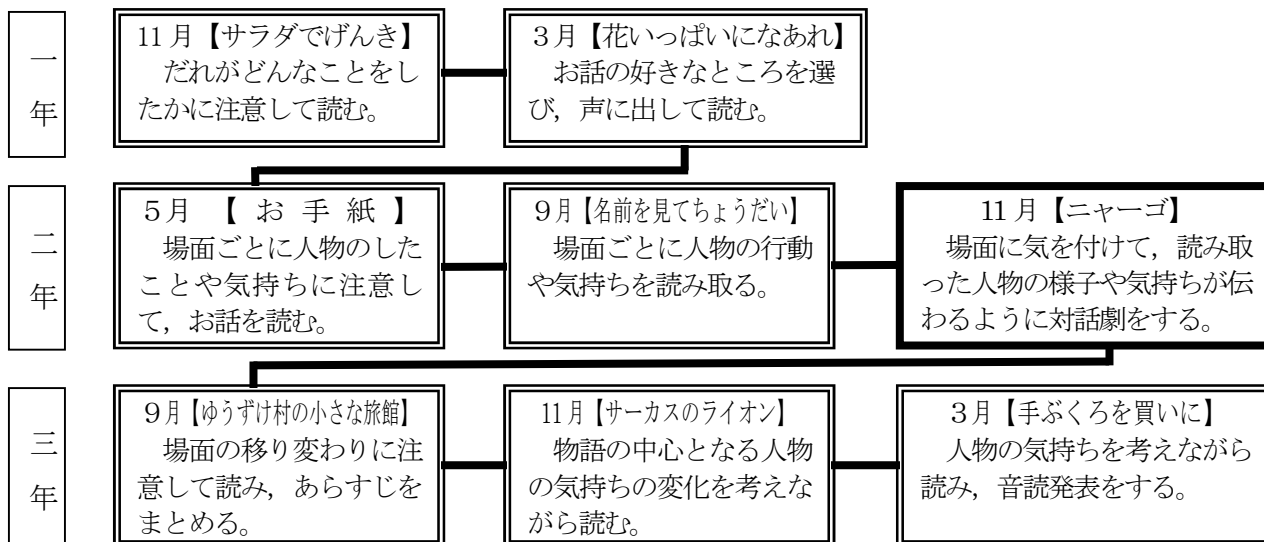 一年
11月【サラダでげんき】
だれがどんなことをし
たかに注意して読む。
3月【花いっぱいになあれ】
お話の好きなところを選
び，声に出して読む。
二年
5月【お手紙】
場面ごとに人物のした
ことや気持ちに注意し
て，お話を読む。
9月【名前を見てちょうだい】
場面ごとに人物の行動
や気持ちを読み取る。
11月【ニャーゴ】
場面に気を付けて，読み取
った人物の様子や気持ちが伝
わるように対話劇をする。
三年
9月【ゆうずけ村の小さな旅館】
場面の移り変わりに注
意して読み，あらすじを
まとめる。
11月【サーカスのライオン】
物語の中心となる人物
の気持ちの変化を考えな
がら読む。
3月【手ぶくろを買いに】
人物の気持ちを考えながら
読み，音読発表をする。